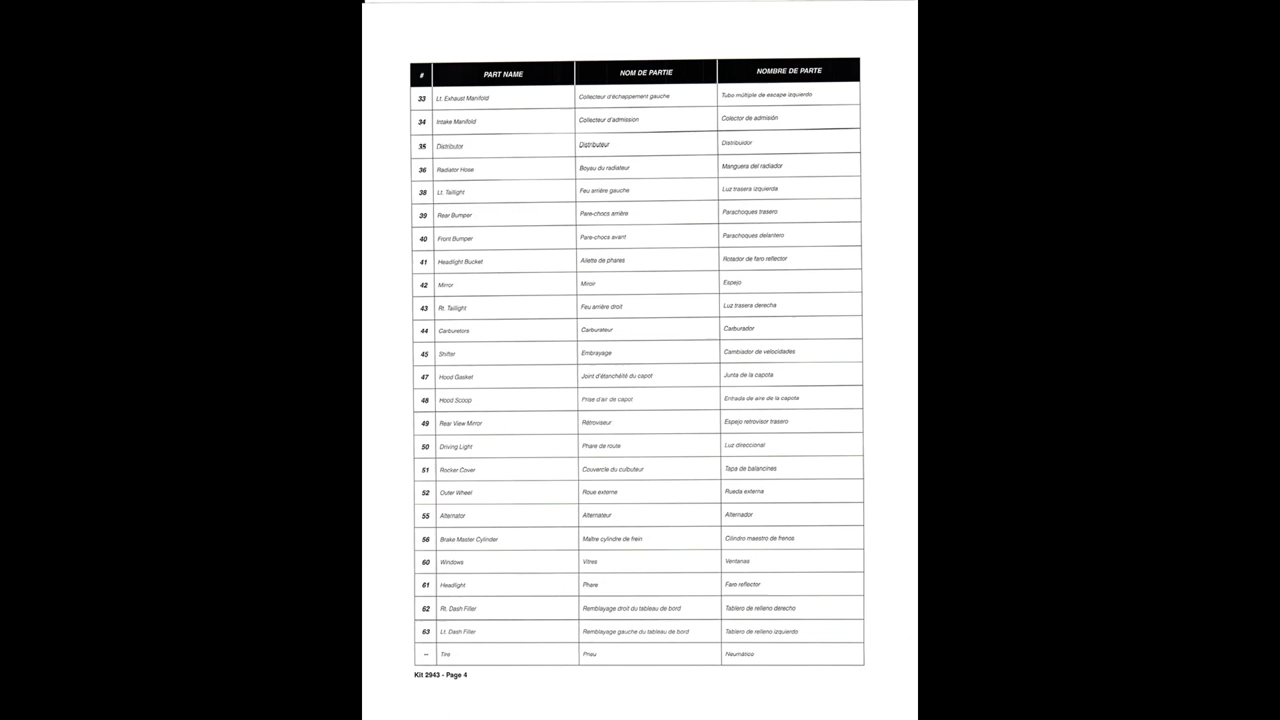 # PART NAME NOM DE PARTIE NOMBRE DE PARTE
33 Lt. Exhaust Manifold Collecteur d'échappement gauche Tubo múltiple de escape izquierdo
34 Intake Manifold Collecteur d'admission Colector de admisión
35 Distributor Distributeur Distribuidor
36 Radiator Hose Boyau du radiateur Manguera del radiador
38 Lt. Taillight Feu arrière gauche Luz trasera izquierda
39 Rear Bumper Pare-chocs arrière Parachoques trasero
40 Front Bumper Pare-chocs avant Parachoques delantero
41 Headlight Bucket Ailette de phares Rotador de faro reflector
42 Mirror Miroir Espejo
43 Rt. Taillight Feu arrière droit Luz trasera derecha
44 Carburetors Carburateur Carburador
45 Shifter Embrayage Cambiador de velocidades
47 Hood Gasket Joint d'étanchéité du capot Junta de la capota
48 Hood Scoop Prise d'air de capot Entrada de aire de la capota
49 Rear View Mirror Rétroviseur Espejo retrovisor trasero
50 Driving Light Phare de route Luz direccional
51 Rocker Cover Couvercle du culbuteur Tapa de balancines
52 Outer Wheel Roue externe Rueda externa
55 Alternator Alternateur Alternador
56 Brake Master Cylinder Maître cylindre de frein Cilindro maestro de frenos
60 Windows Vitres Ventanas
61 Headlight Phare Faro reflector
62 Rt. Dash Filler Remblayage droit du tableau de bord Tablero de relleno derecho
63 Lt. Dash Filler Remblayage gauche du tableau de bord Tablero de relleno izquierdo
– Tire Pneu Neumático
Kit 2943 - Page 4